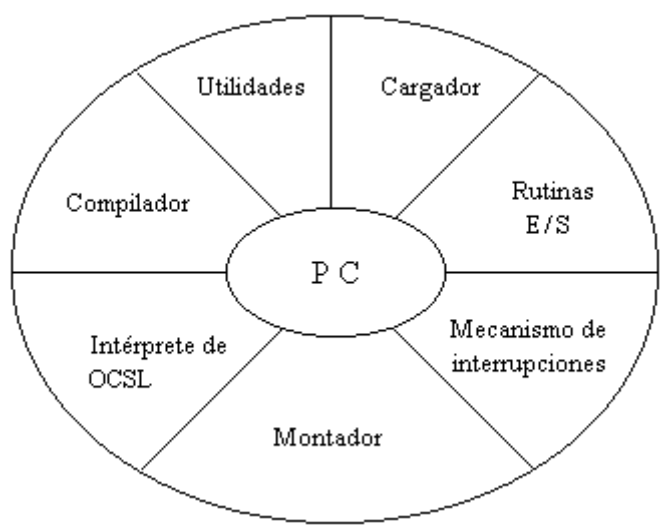 Utilidades
Cargador
Compilador
Rutinas
E/S
P C
Intérprete de
OCSL
Mecanismo de
interrupciones
Montador